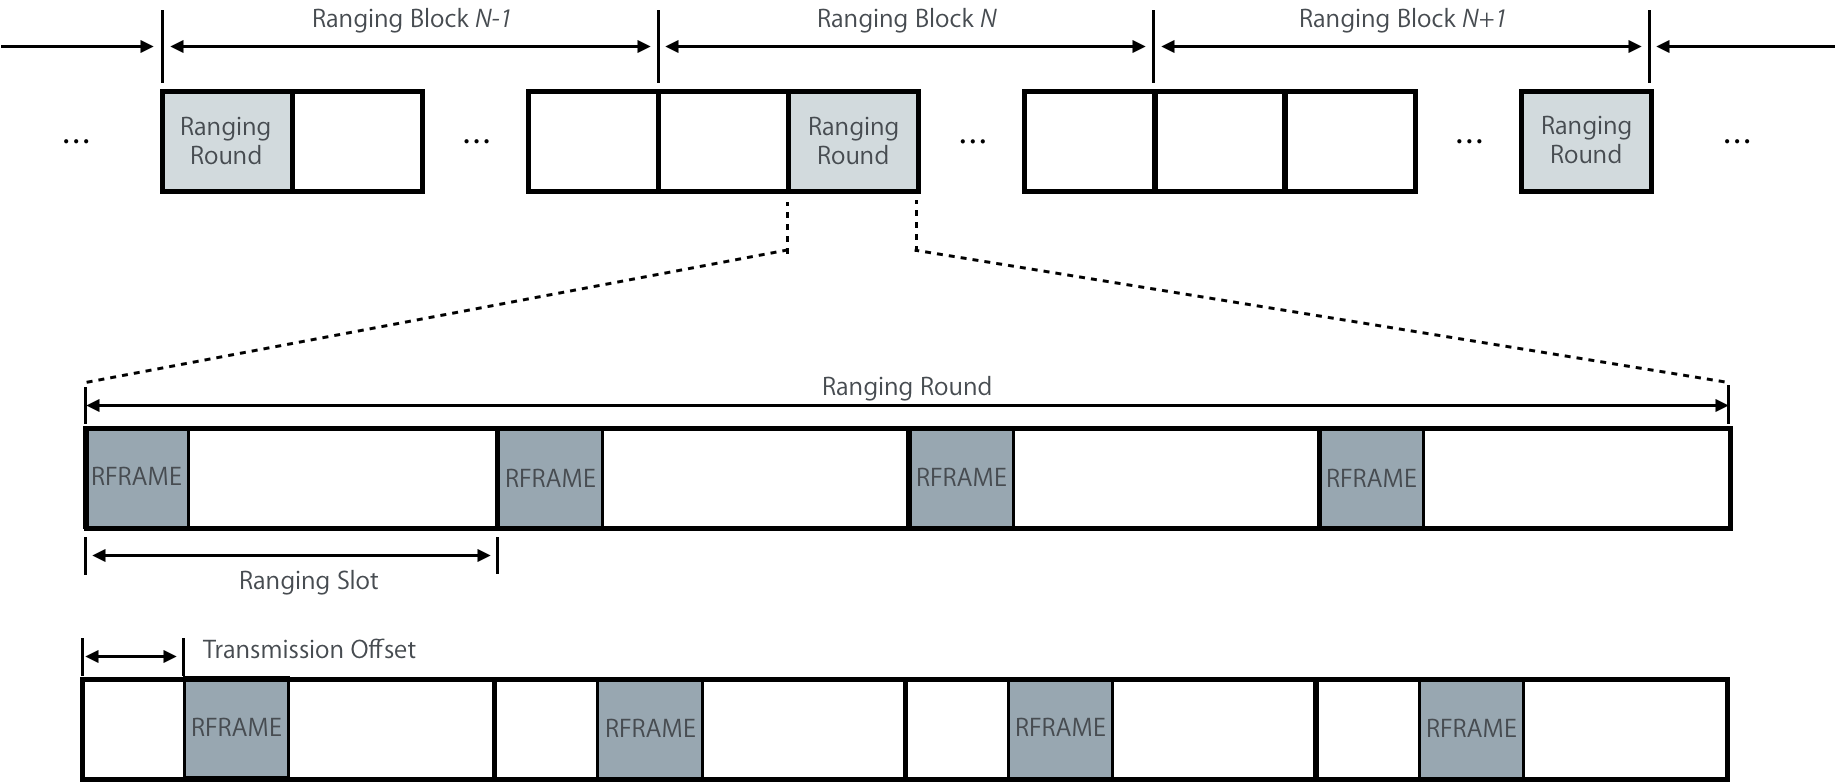 Ranging Block N-1
Ranging Block N
Ranging Block N+1
...
Ranging
Round
...
Ranging
Round
...
...
Ranging
Round
...
Ranging Round
RFRAME
RFRAME
RFRAME
RFRAME
Ranging Slot
Transmission Offset
RFRAME
RFRAME
RFRAME
RFRAME